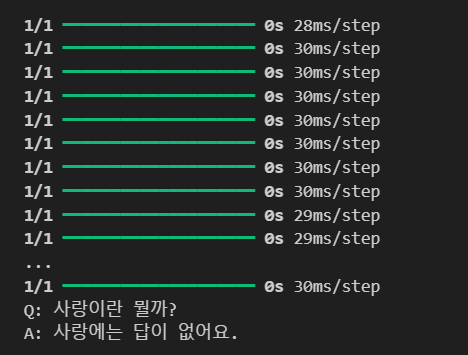 1/1 ━━━━━━━━━━━━━━━━━━━━ 0s 28ms/step
1/1 ━━━━━━━━━━━━━━━━━━━━ 0s 30ms/step
1/1 ━━━━━━━━━━━━━━━━━━━━ 0s 30ms/step
1/1 ━━━━━━━━━━━━━━━━━━━━ 0s 30ms/step
1/1 ━━━━━━━━━━━━━━━━━━━━ 0s 30ms/step
1/1 ━━━━━━━━━━━━━━━━━━━━ 0s 30ms/step
1/1 ━━━━━━━━━━━━━━━━━━━━ 0s 30ms/step
1/1 ━━━━━━━━━━━━━━━━━━━━ 0s 30ms/step
1/1 ━━━━━━━━━━━━━━━━━━━━ 0s 29ms/step
1/1 ━━━━━━━━━━━━━━━━━━━━ 0s 29ms/step
...
1/1 ━━━━━━━━━━━━━━━━━━━━ 0s 30ms/step
Q: 사랑이란 뭘까?
A: 사랑에는 답이 없어요.